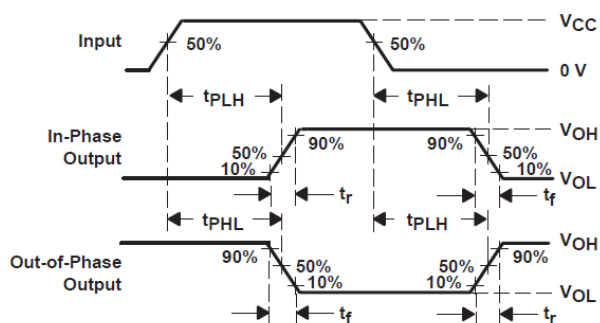 VCC
Input
50%
50%
0 V
tPLH
tPHL
In-Phase
Output
VOH
90%
90%
50%
10%
50%
10%
VOL
tr
tf
tPHL
tPLH
Out-of-Phase
Output
VOH
90%
90%
50%
10%
50%
10%
VOL
tf
tr